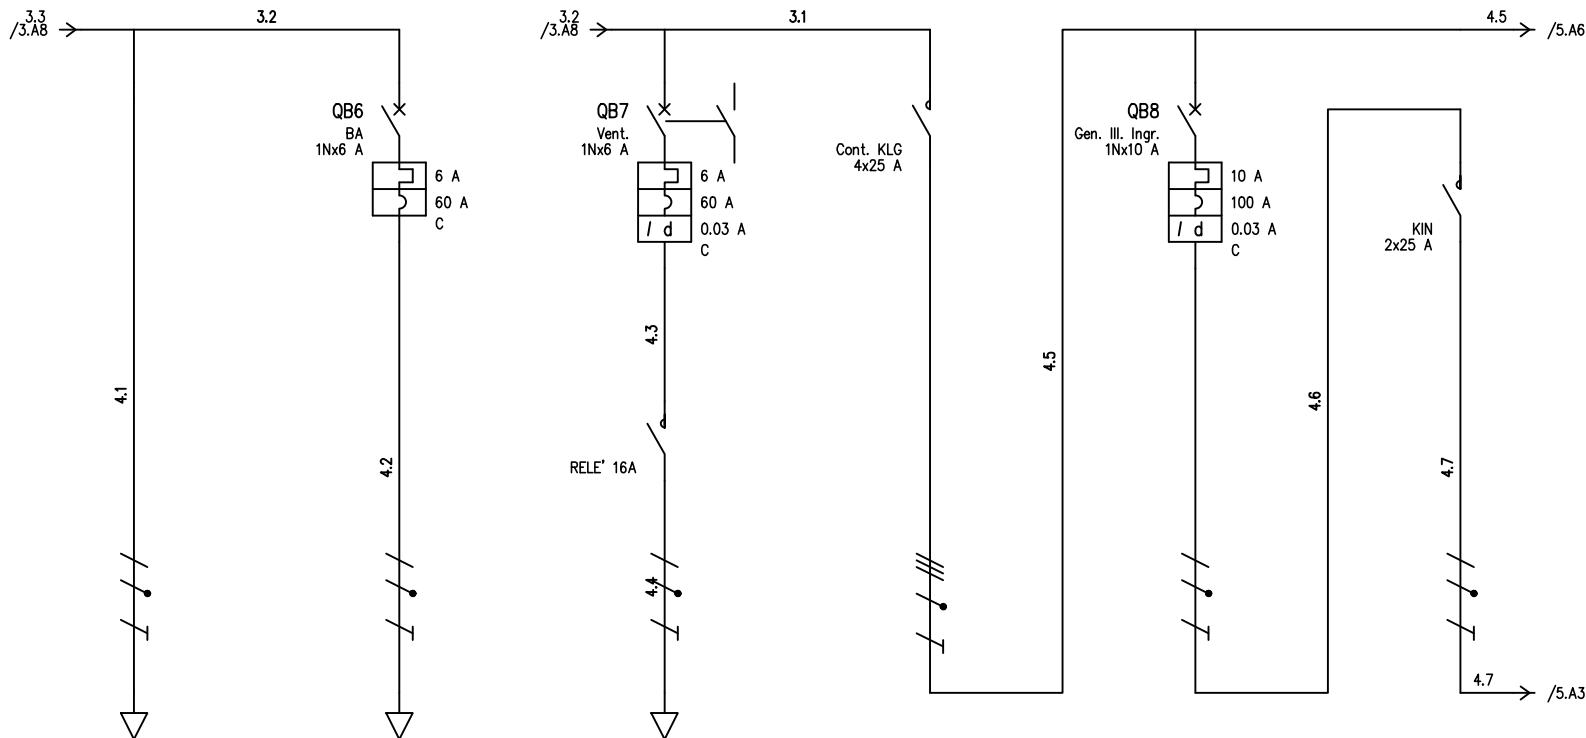 3.3
/3.A8
3.2
3.2
/3.A8
3.1
4.5
/5.A6
QB6
BA
1Nx6 A
6 A
60 A
C
QB7
Vent.
1Nx6 A
6 A
60 A
I d
0.03 A
C
Cont. KLG
4x25 A
QB8
Gen. Ill. Ingr.
1Nx10 A
10 A
100 A
I d
0.03 A
C
KIN
2x25 A
4.1
4.2
4.3
RELE' 16A
4.4
4.5
4.6
4.7
4.7
/5.A3